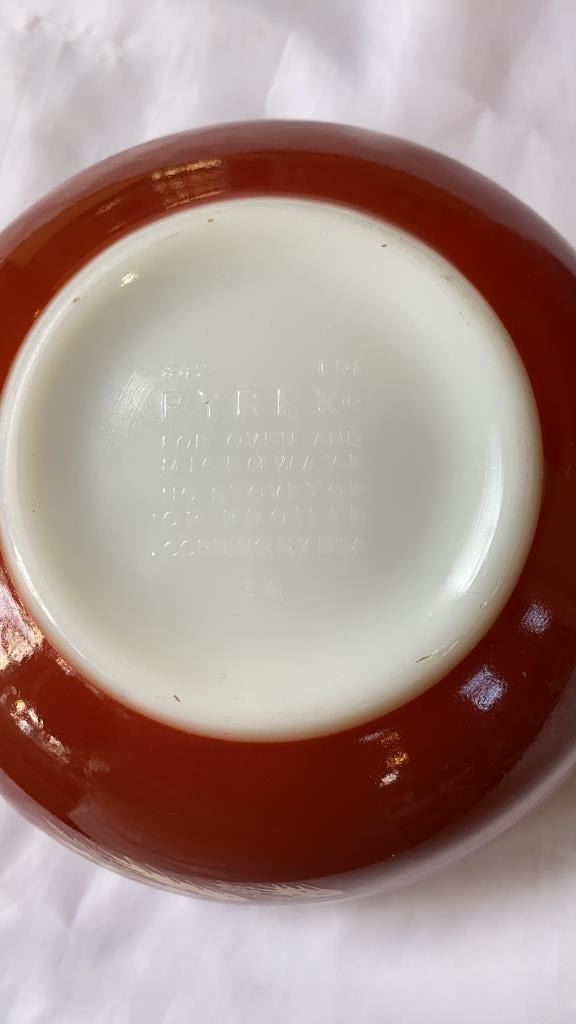 PYREX®
FOR OVEN AND
MICROWAVE
NO STOVETOP
OR BROILER
CORNING NY USA